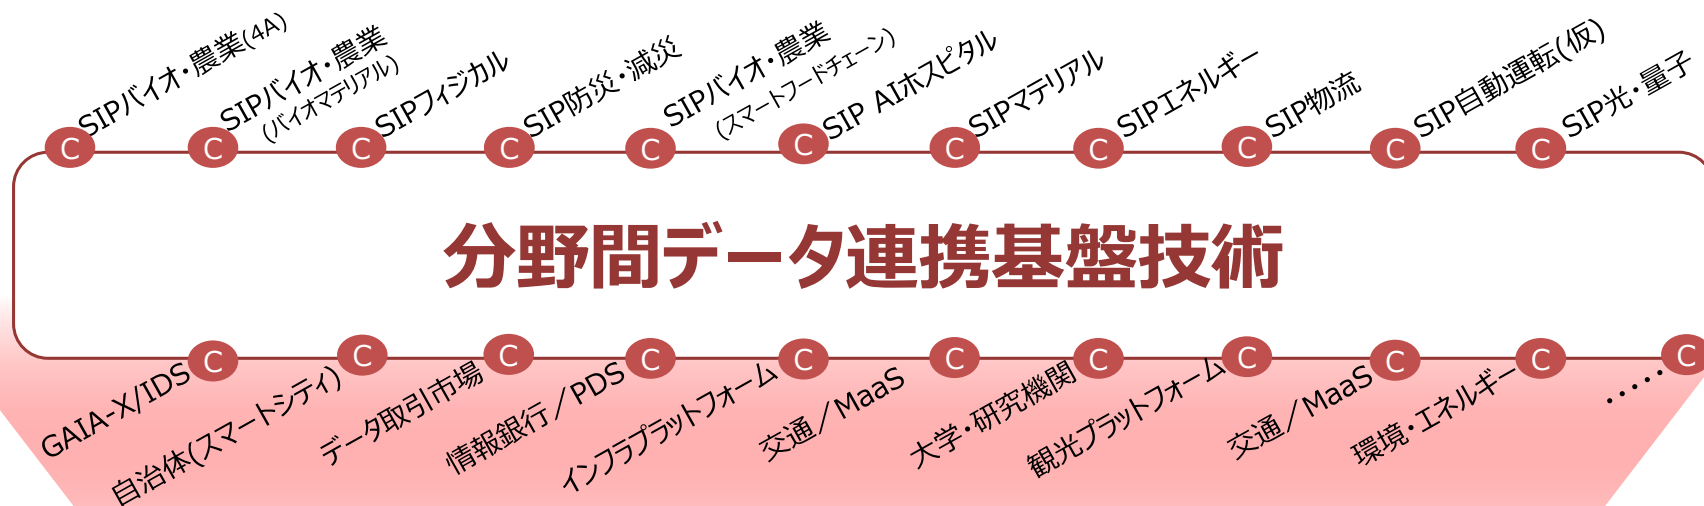 SIPバイオ・農業(4A)
SIPバイオ・農業
(バイオマテリアル)
SIPフィジカル
SIP防災・減災
SIPバイオ・農業
(スマートフードチェーン)
SIP AIホスピタル
SIPマテリアル
SIPエネルギー
SIP物流
SIP自動運転(仮)
SIP光・量子
C C C C C C C C C C C
分野間データ連携基盤技術
C C C C C C C C C C C
GAIA-X/IDS
自治体(スマートシティ)
データ取引市場
情報銀行／PDS
インフラプラットフォーム
交通／MaaS
大学・研究機関
観光プラットフォーム
交通／MaaS
環境・エネルギー
・・・・・